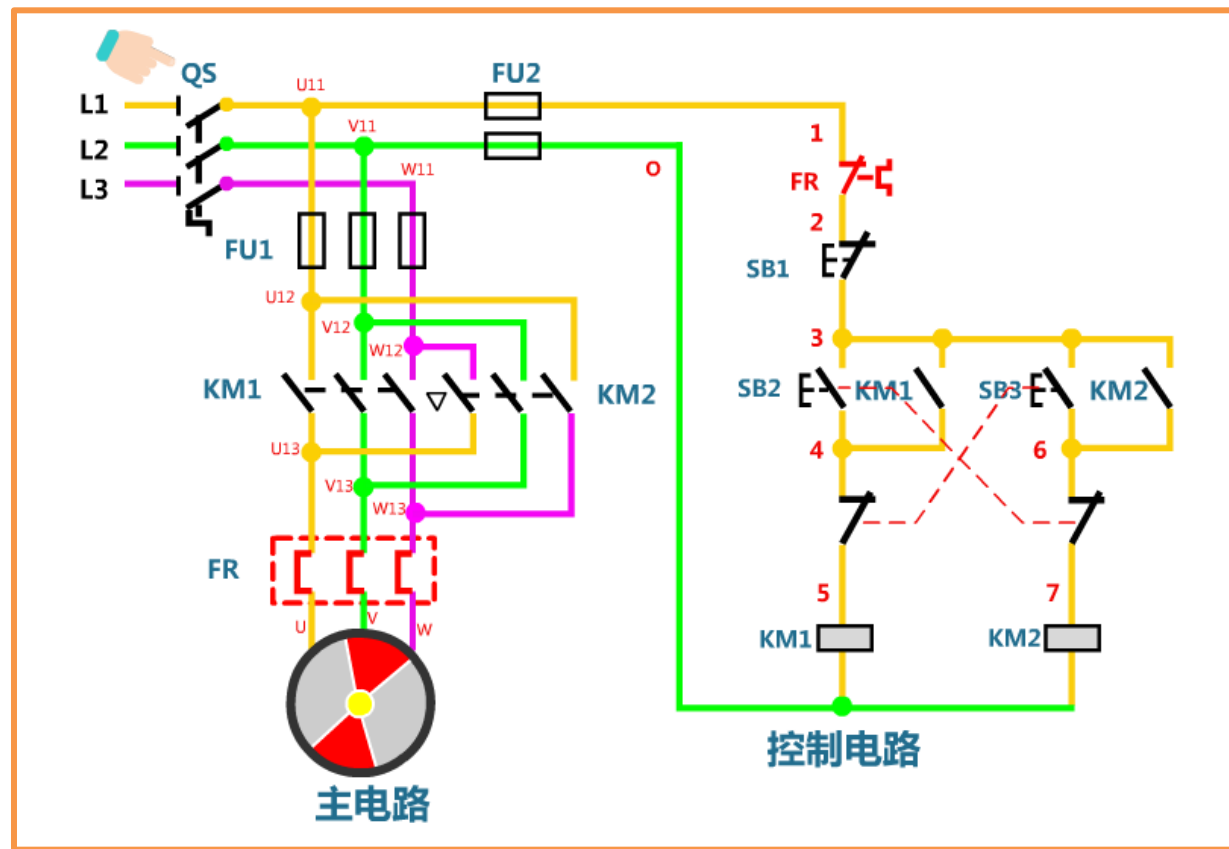 QS
FU2
U11
L1
V11
1
L2
W11
O
FR
L3
2
FU1
SB1
U12
V12
3
W12
KM1
KM2
SB2
KM1
SB3
KM2
U13
4
6
V13
W13
FR
5
7
U
V
W
KM1
KM2
控制电路
主电路